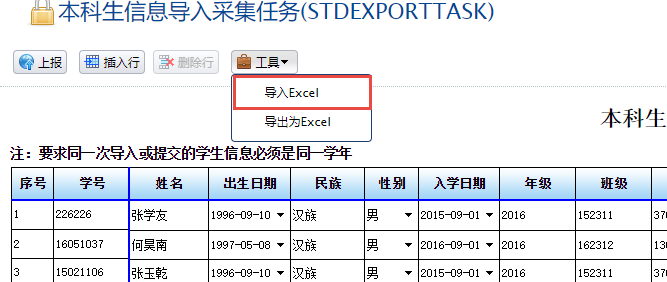 本科生信息导入采集任务(STDEXPORTTASK)
上报 插入行 删除行 工具
导入Excel
导出为Excel
本科生
注：要求同一次导入或提交的学生信息必须是同一学年
序号 学号 姓名 出生日期 民族 性别 入学日期 年级 班级
1 226226 张学友 1996-09-10 汉族 男 2015-09-01 2016 152311 370
2 16051037 何昊南 1997-05-08 汉族 男 2016-09-01 2016 162312 130
3 15021106 张玉乾 1996-09-10 汉族 男 2015-09-01 2016 152311 370